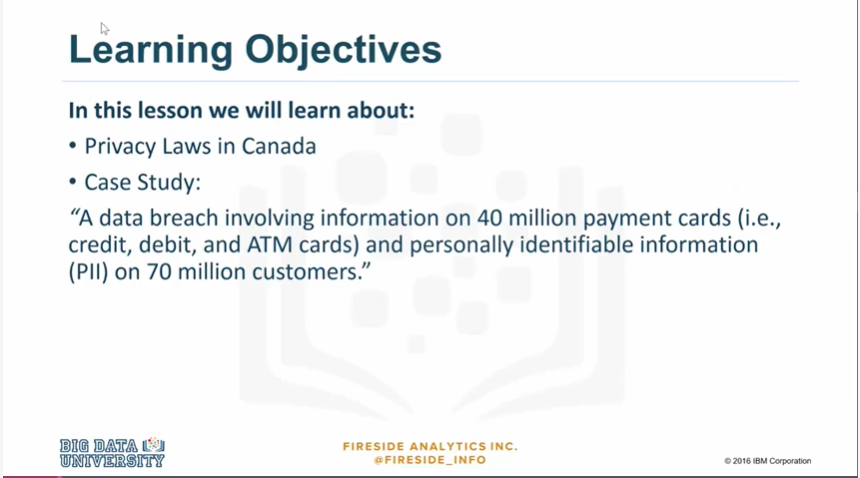 Learning Objectives
In this lesson we will learn about:
• Privacy Laws in Canada
• Case Study:
“A data breach involving information on 40 million payment cards (i.e.,
credit, debit, and ATM cards) and personally identifiable information
(PII) on 70 million customers.”
BIG DATA
UNIVERSITY
FIRESIDE ANALYTICS INC.
@FIRESIDE_INFO
© 2016 IBM Corporation